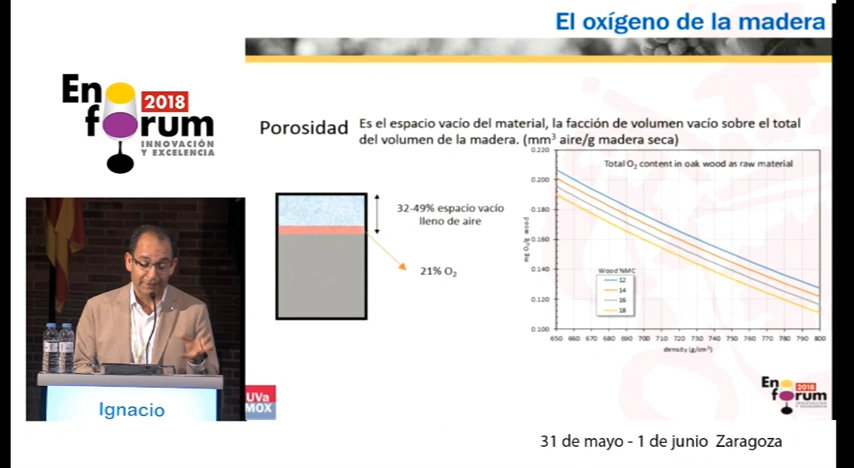 El oxígeno de la madera
En
forum
2018
INNOVACIÓN
Y EXCELENCIA
Porosidad
Es el espacio vacío del material, la facción de volumen vacío sobre el total
del volumen de la madera. (mm³ aire/g madera seca)
32-49% espacio vacío
lleno de aire
21% O₂
Total O₂ content in oak wood as raw material
mg O₂/g wood
0.220
0.200
0.180
0.160
0.140
0.120
0.100
Wood %MC
12
14
16
18
650 660 670 680 690 700 710 720 730 740 750 760 770 780 790 800
density (g/cm³)
Ignacio
UVa
MOX
En
forum
2018
31 de mayo - 1 de junio Zaragoza